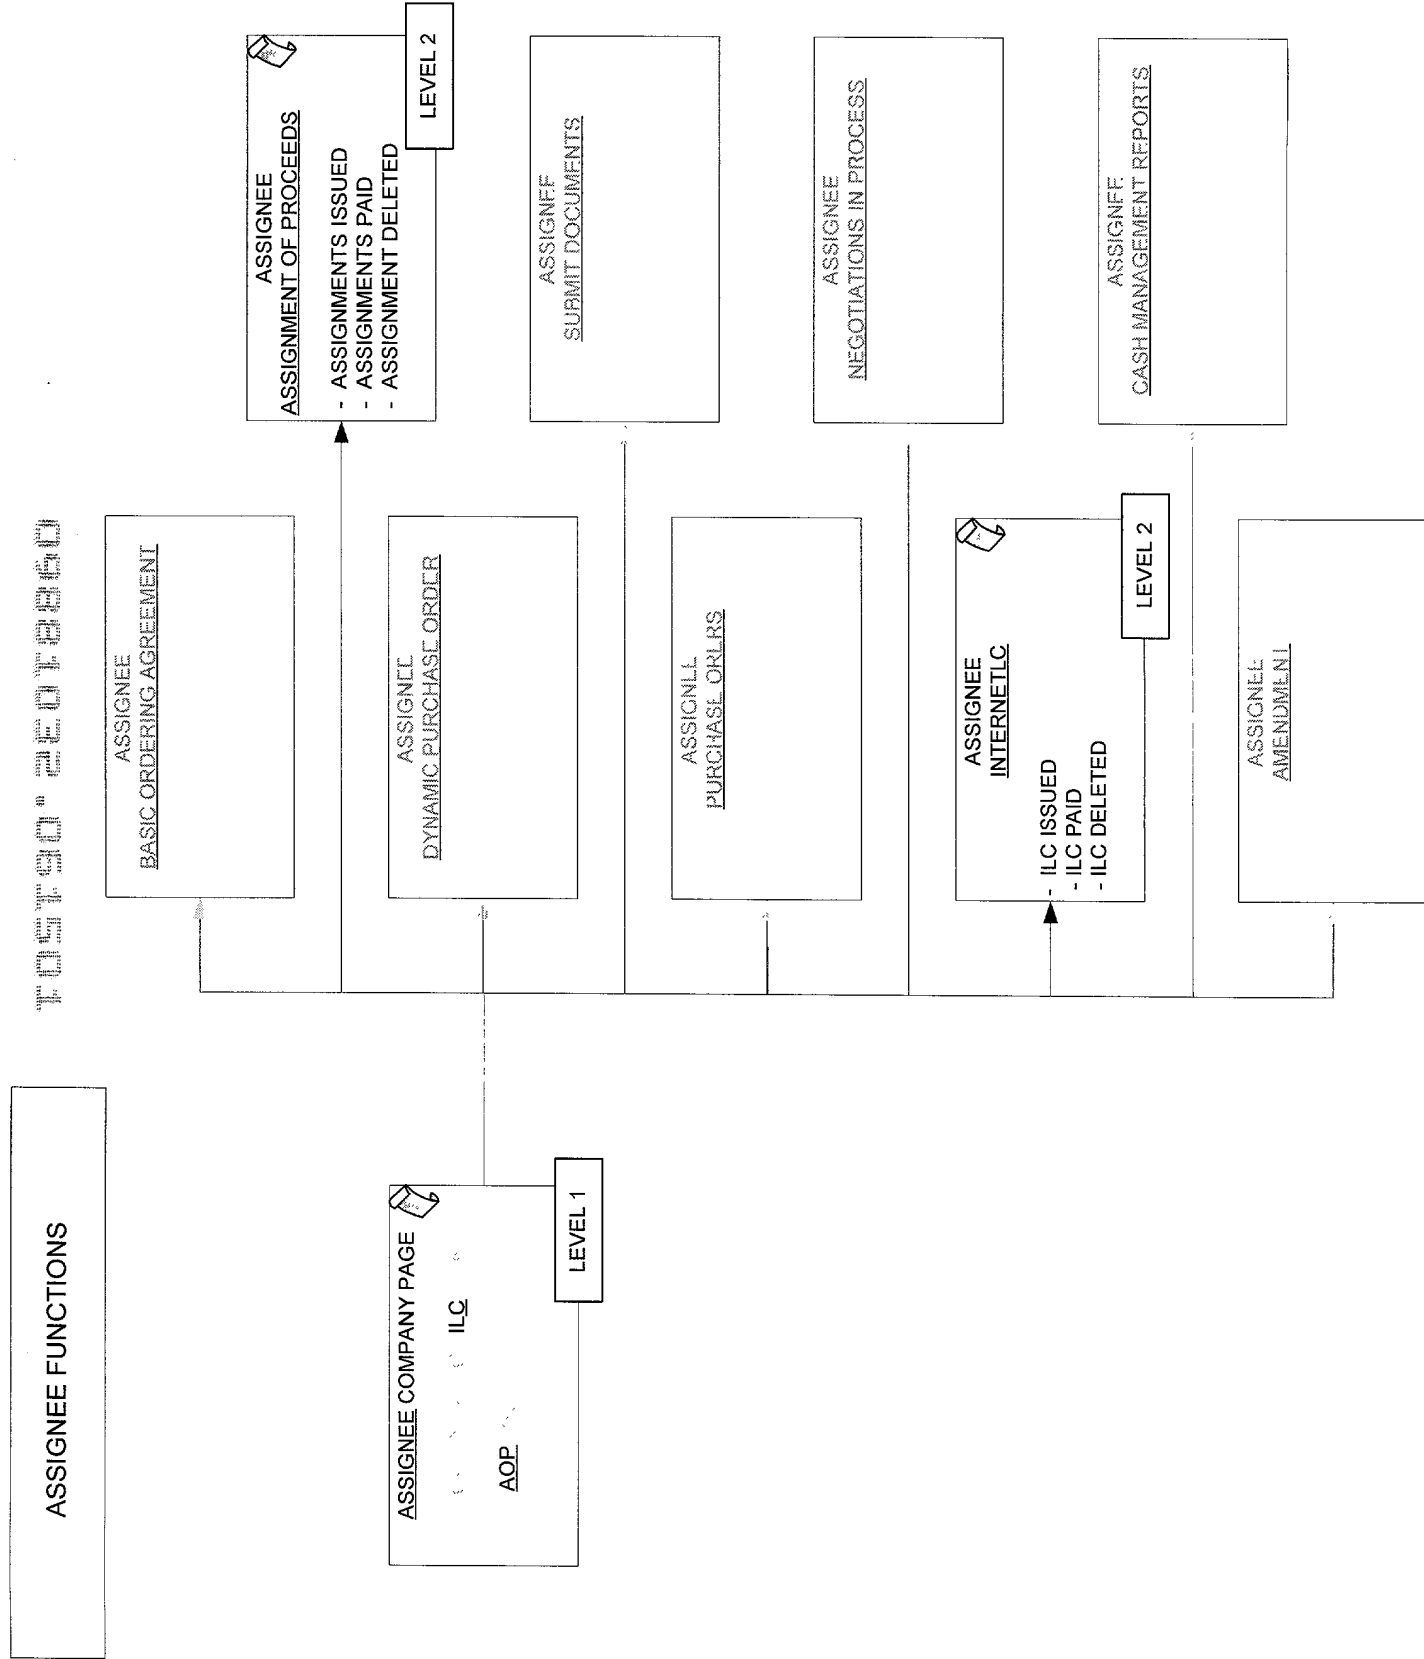 ASSIGNEE FUNCTIONS
ASSIGNEE COMPANY PAGE
ILC
AOP
LEVEL 1
ASSIGNEE
BASIC ORDERING AGREEMENT
ASSIGNEE
DYNAMIC PURCHASE ORDER
ASSIGNEE
PURCHASE
ASSIGNEE
INTERNETLC
- ILC ISSUED
- ILC PAID
- ILC DELETED
LEVEL 2
ASSIGNEE
AMENDMENT
ASSIGNEE
ASSIGNMENT OF PROCEEDS
- ASSIGNMENTS ISSUED
- ASSIGNMENTS PAID
- ASSIGNMENT DELETED
LEVEL 2
ASSIGNEE
SUBMIT DOCUMENTS
ASSIGNEE
NEGOTIATIONS IN PROCESS
ASSIGNEE
CASH MANAGEMENT REPORTS